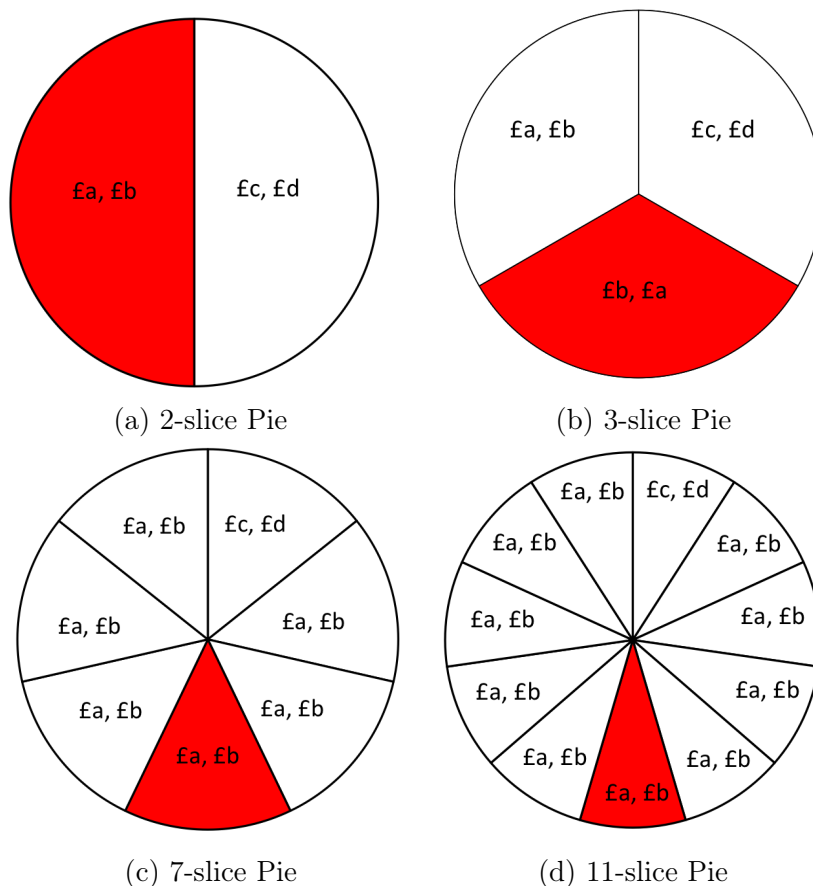 £a, £b
£c, £d
(a) 2-slice Pie
£a, £b
£c, £d
£b, £a
(b) 3-slice Pie
£a, £b
£c, £d
£a, £b
£a, £b
£a, £b
£a, £b
£a, £b
(c) 7-slice Pie
£a, £b
£c, £d
£a, £b
£a, £b
£a, £b
£a, £b
£a, £b
£a, £b
£a, £b
£a, £b
£a, £b
(d) 11-slice Pie